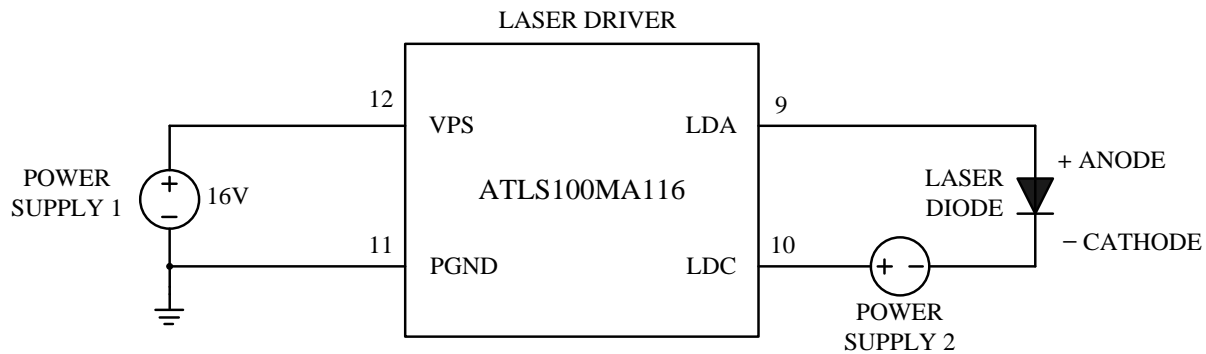 LASER DRIVER
12
VPS
LDA
9
POWER
SUPPLY 1
+
−
16V
ATLS100MA116
LASER
DIODE
+ ANODE
− CATHODE
11
PGND
LDC
10
+ -
POWER
SUPPLY 2